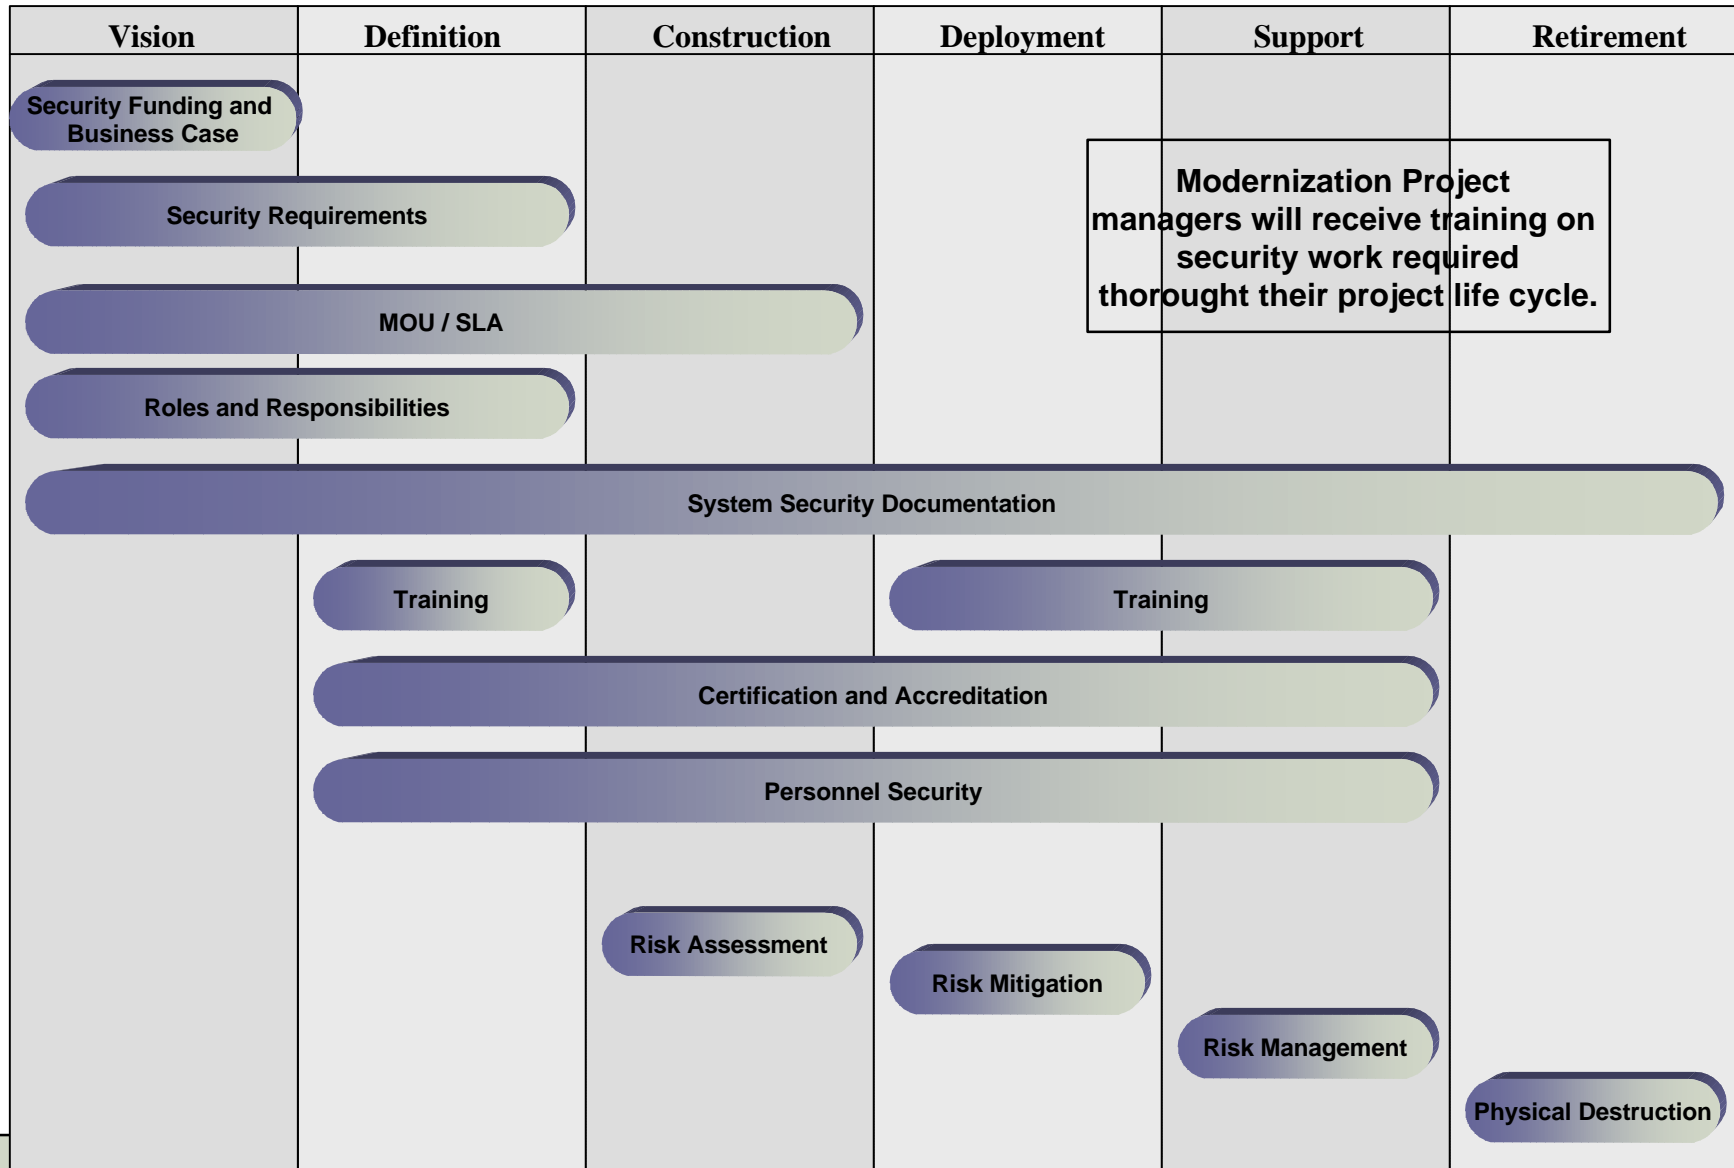 Vision Definition Construction Deployment Support Retirement
Security Funding and
Business Case
Modernization Project
managers will receive training on
security work required
thorought their project life cycle.
Security Requirements
MOU / SLA
Roles and Responsibilities
System Security Documentation
Training Training
Certification and Accreditation
Personnel Security
Risk Assessment
Risk Mitigation
Risk Management
Physical Destruction